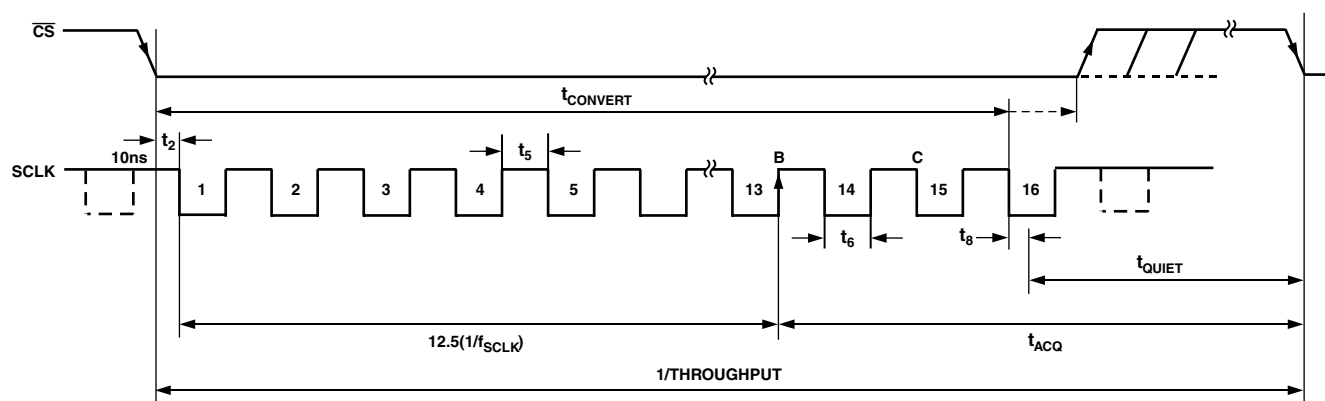 CS
tCONVERT
t2
10ns
t5
B
C
SCLK
1 2 3 4 5 13 14 15 16
t6
t8
tQUIET
12.5(1/fSCLK)
tACQ
1/THROUGHPUT